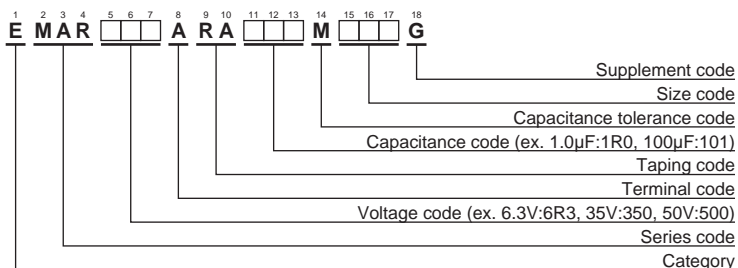 1 2 3 4 5 6 7 8 9 10 11 12 13 14 15 16 17 18
E MAR □□□ A RA □□□ M □□□ G
Supplement code
Size code
Capacitance tolerance code
Capacitance code (ex. 1.0µF:1R0, 100µF:101)
Taping code
Terminal code
Voltage code (ex. 6.3V:6R3, 35V:350, 50V:500)
Series code
Category